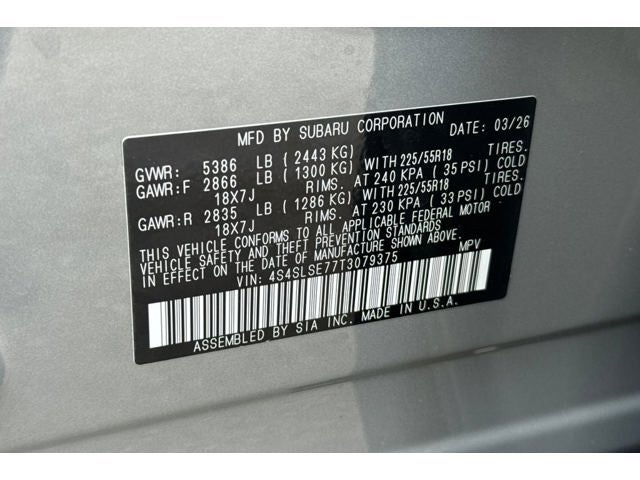 MFD BY SUBARU CORPORATION DATE: 03/26
GVWR: 5386 LB ( 2443 KG)
GAWR:F 2866 LB ( 1300 KG) WITH 225/55R18 TIRES.
18X7J RIMS. AT 240 KPA ( 35 PSI) COLD
GAWR:R 2835 LB ( 1286 KG) WITH 225/55R18 TIRES.
18X7J RIMS. AT 230 KPA ( 33 PSI) COLD
THIS VEHICLE CONFORMS TO ALL APPLICABLE FEDERAL MOTOR
VEHICLE SAFETY AND THEFT PREVENTION STANDARDS
IN EFFECT ON THE DATE OF MANUFACTURE SHOWN ABOVE.
VIN: 4S4SLSE77T3079375 MPV
ASSEMBLED BY SIA INC. MADE IN U.S.A.